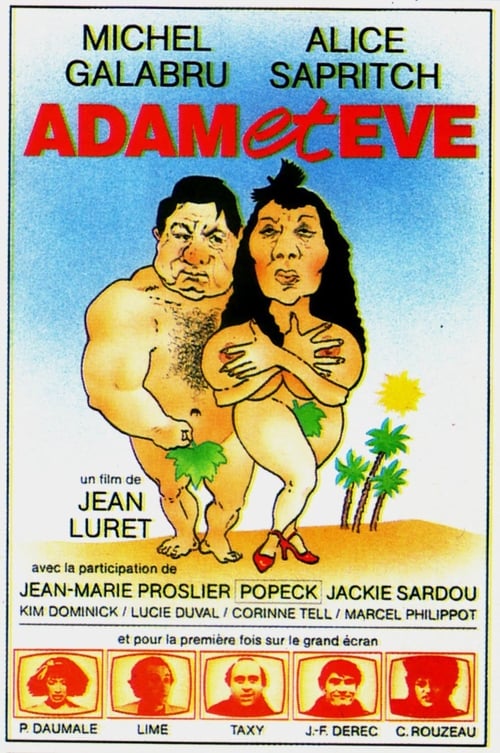 MICHEL ALICE
GALABRU SAPRITCH
ADAM et EVE
un film de
JEAN
LURET
avec la participation de
JEAN-MARIE PROSLIER POPECK JACKIE SARDOU
KIM DOMINICK / LUCIE DUVAL / CORINNE TELL / MARCEL PHILIPPOT
et pour la première fois sur le grand écran
P. DAUMALE LIME TAXY J.-F. DEREC C. ROUZEAU